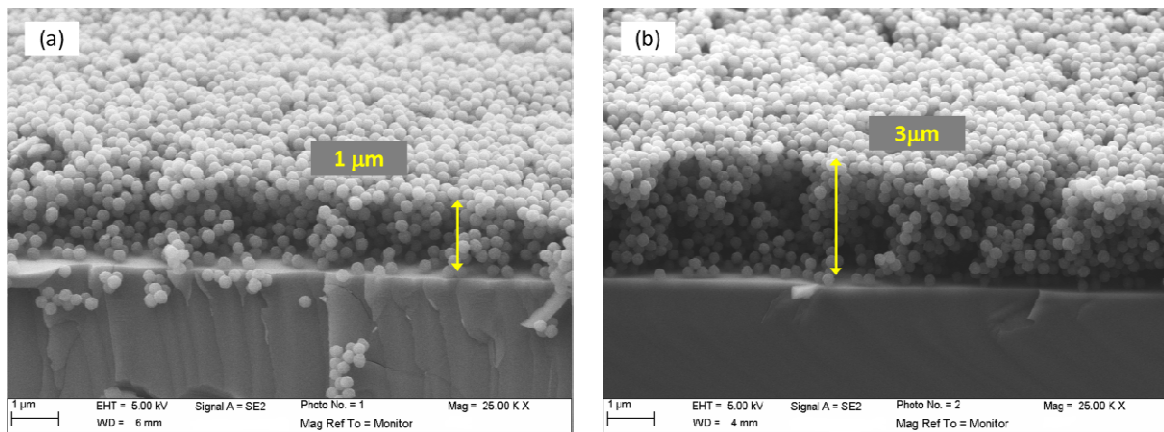 (a)
1 μm
1 μm
EHT = 5.00 kV
Signal A = SE2
Photo No. = 1
Mag = 25.00 K X
WD = 6 mm
Mag Ref To = Monitor
(b)
3μm
1 μm
EHT = 5.00 kV
Signal A = SE2
Photo No. = 2
Mag = 25.00 K X
WD = 4 mm
Mag Ref To = Monitor